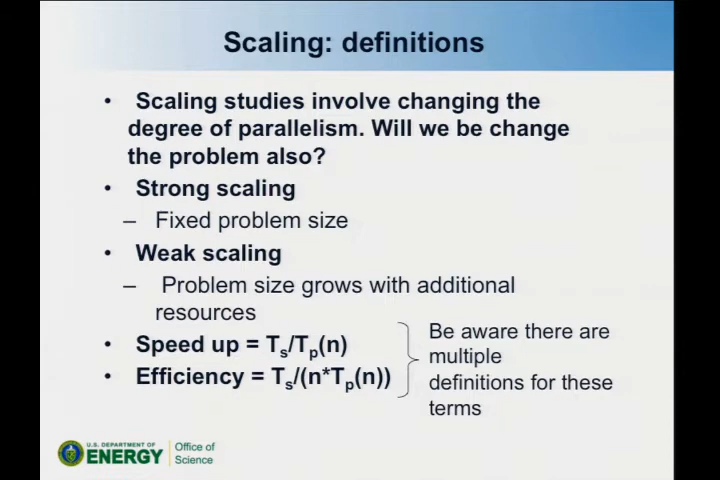 Scaling: definitions
• Scaling studies involve changing the
degree of parallelism. Will we be change
the problem also?
• Strong scaling
– Fixed problem size
• Weak scaling
– Problem size grows with additional
resources
• Speed up = Ts/Tp(n)
• Efficiency = Ts/(n*Tp(n))
Be aware there are
multiple
definitions for these
terms
U.S. DEPARTMENT OF
ENERGY
Office of
Science